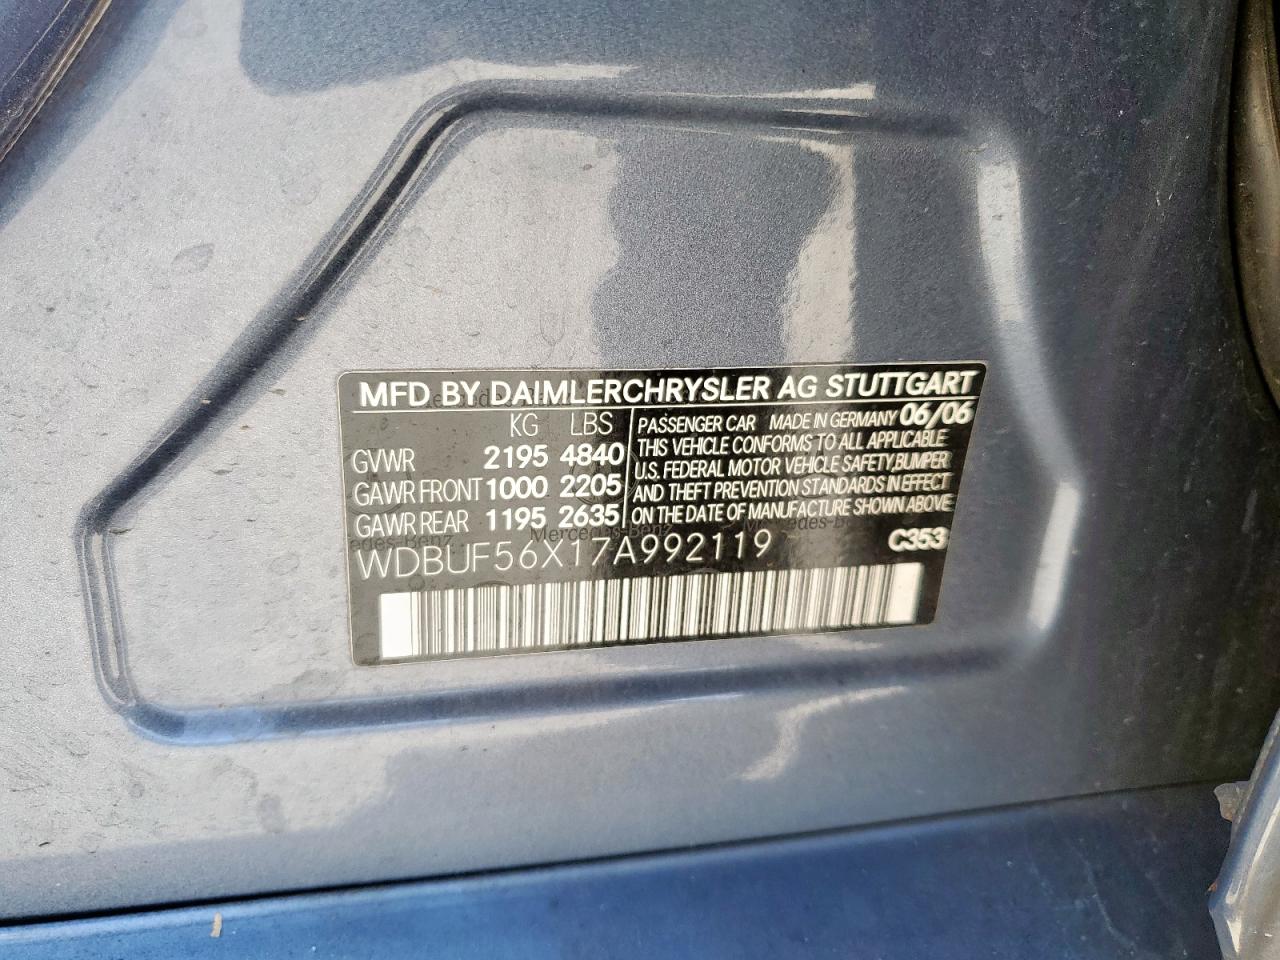 MFD BY DAIMLERCHRYSLER AG STUTTGART
KG LBS
GVWR 2195 4840
GAWR FRONT 1000 2205
GAWR REAR 1195 2635
PASSENGER CAR MADE IN GERMANY 06/06
THIS VEHICLE CONFORMS TO ALL APPLICABLE
U.S. FEDERAL MOTOR VEHICLE SAFETY,BUMPER
AND THEFT PREVENTION STANDARDS IN EFFECT
ON THE DATE OF MANUFACTURE SHOWN ABOVE
Mercedes-Benz
WDBUF56X17A992119 C353